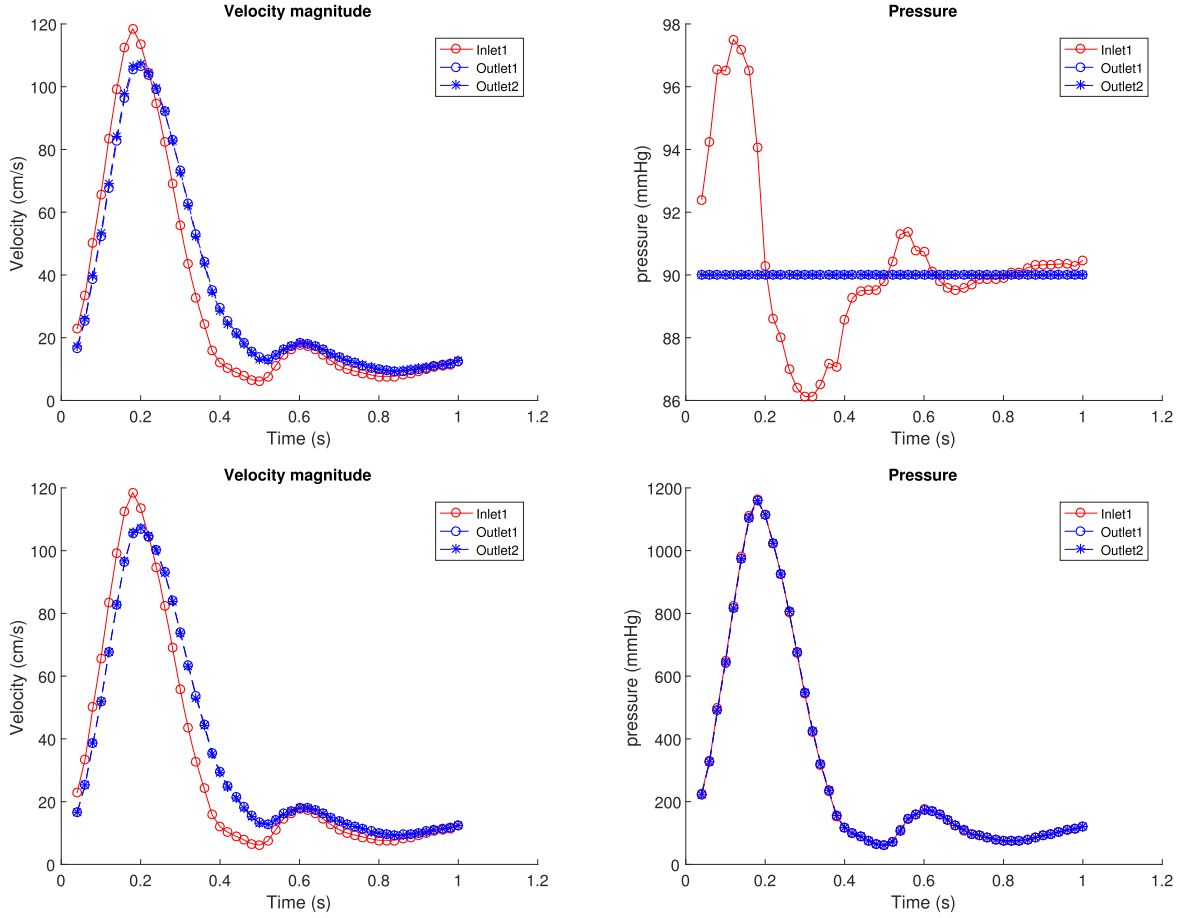 Velocity magnitude
120
100
80
60
40
20
0
0 0.2 0.4 0.6 0.8 1 1.2
Velocity (cm/s)
Time (s)
Inlet1
Outlet1
Outlet2
Pressure
98
96
94
92
90
88
86
0 0.2 0.4 0.6 0.8 1 1.2
pressure (mmHg)
Time (s)
Inlet1
Outlet1
Outlet2
Velocity magnitude
120
100
80
60
40
20
0
0 0.2 0.4 0.6 0.8 1 1.2
Velocity (cm/s)
Time (s)
Inlet1
Outlet1
Outlet2
Pressure
1200
1000
800
600
400
200
0
0 0.2 0.4 0.6 0.8 1 1.2
pressure (mmHg)
Time (s)
Inlet1
Outlet1
Outlet2